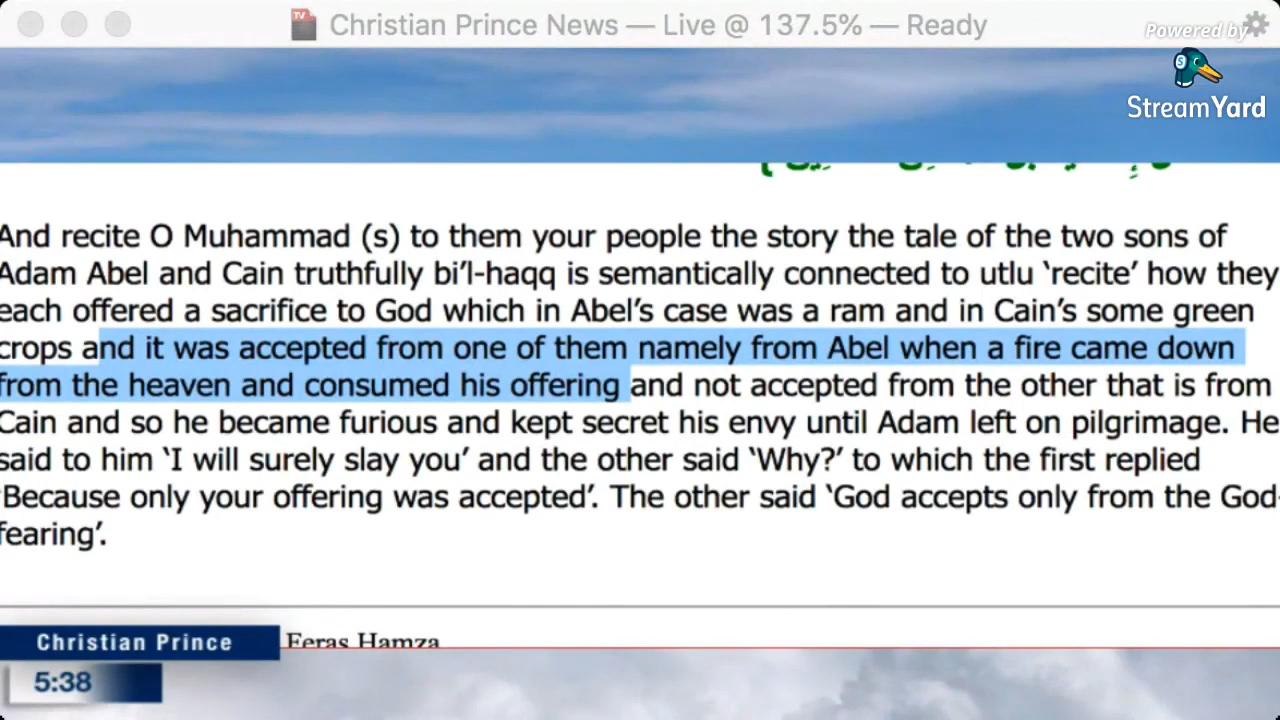 Christian Prince News — Live @ 137.5% — Ready
Powered by
StreamYard
And recite O Muhammad (s) to them your people the story the tale of the two sons of
Adam Abel and Cain truthfully bi’l-haqq is semantically connected to utlu ‘recite’ how they
each offered a sacrifice to God which in Abel’s case was a ram and in Cain’s some green
crops and it was accepted from one of them namely from Abel when a fire came down
from the heaven and consumed his offering and not accepted from the other that is from
Cain and so he became furious and kept secret his envy until Adam left on pilgrimage. He
said to him ‘I will surely slay you’ and the other said ‘Why?’ to which the first replied
‘Because only your offering was accepted’. The other said ‘God accepts only from the God-
fearing’.
Feras Hamza
Christian Prince
5:38